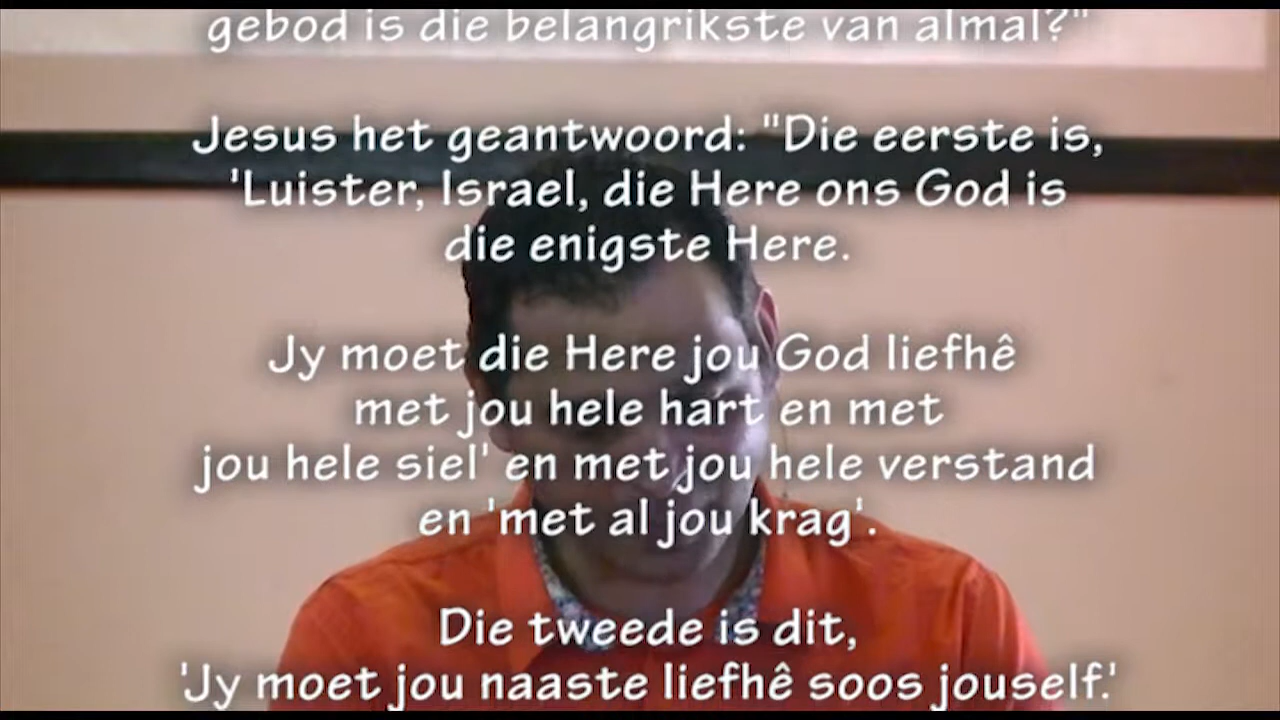 gebod is die belangrikste van almal?"
Jesus het geantwoord: "Die eerste is,
'Luister, Israel, die Here ons God is
die enigste Here.
Jy moet die Here jou God liefhê
met jou hele hart en met
jou hele siel' en met jou hele verstand
en 'met al jou krag'.
Die tweede is dit,
'Jy moet jou naaste liefhê soos jouself.'